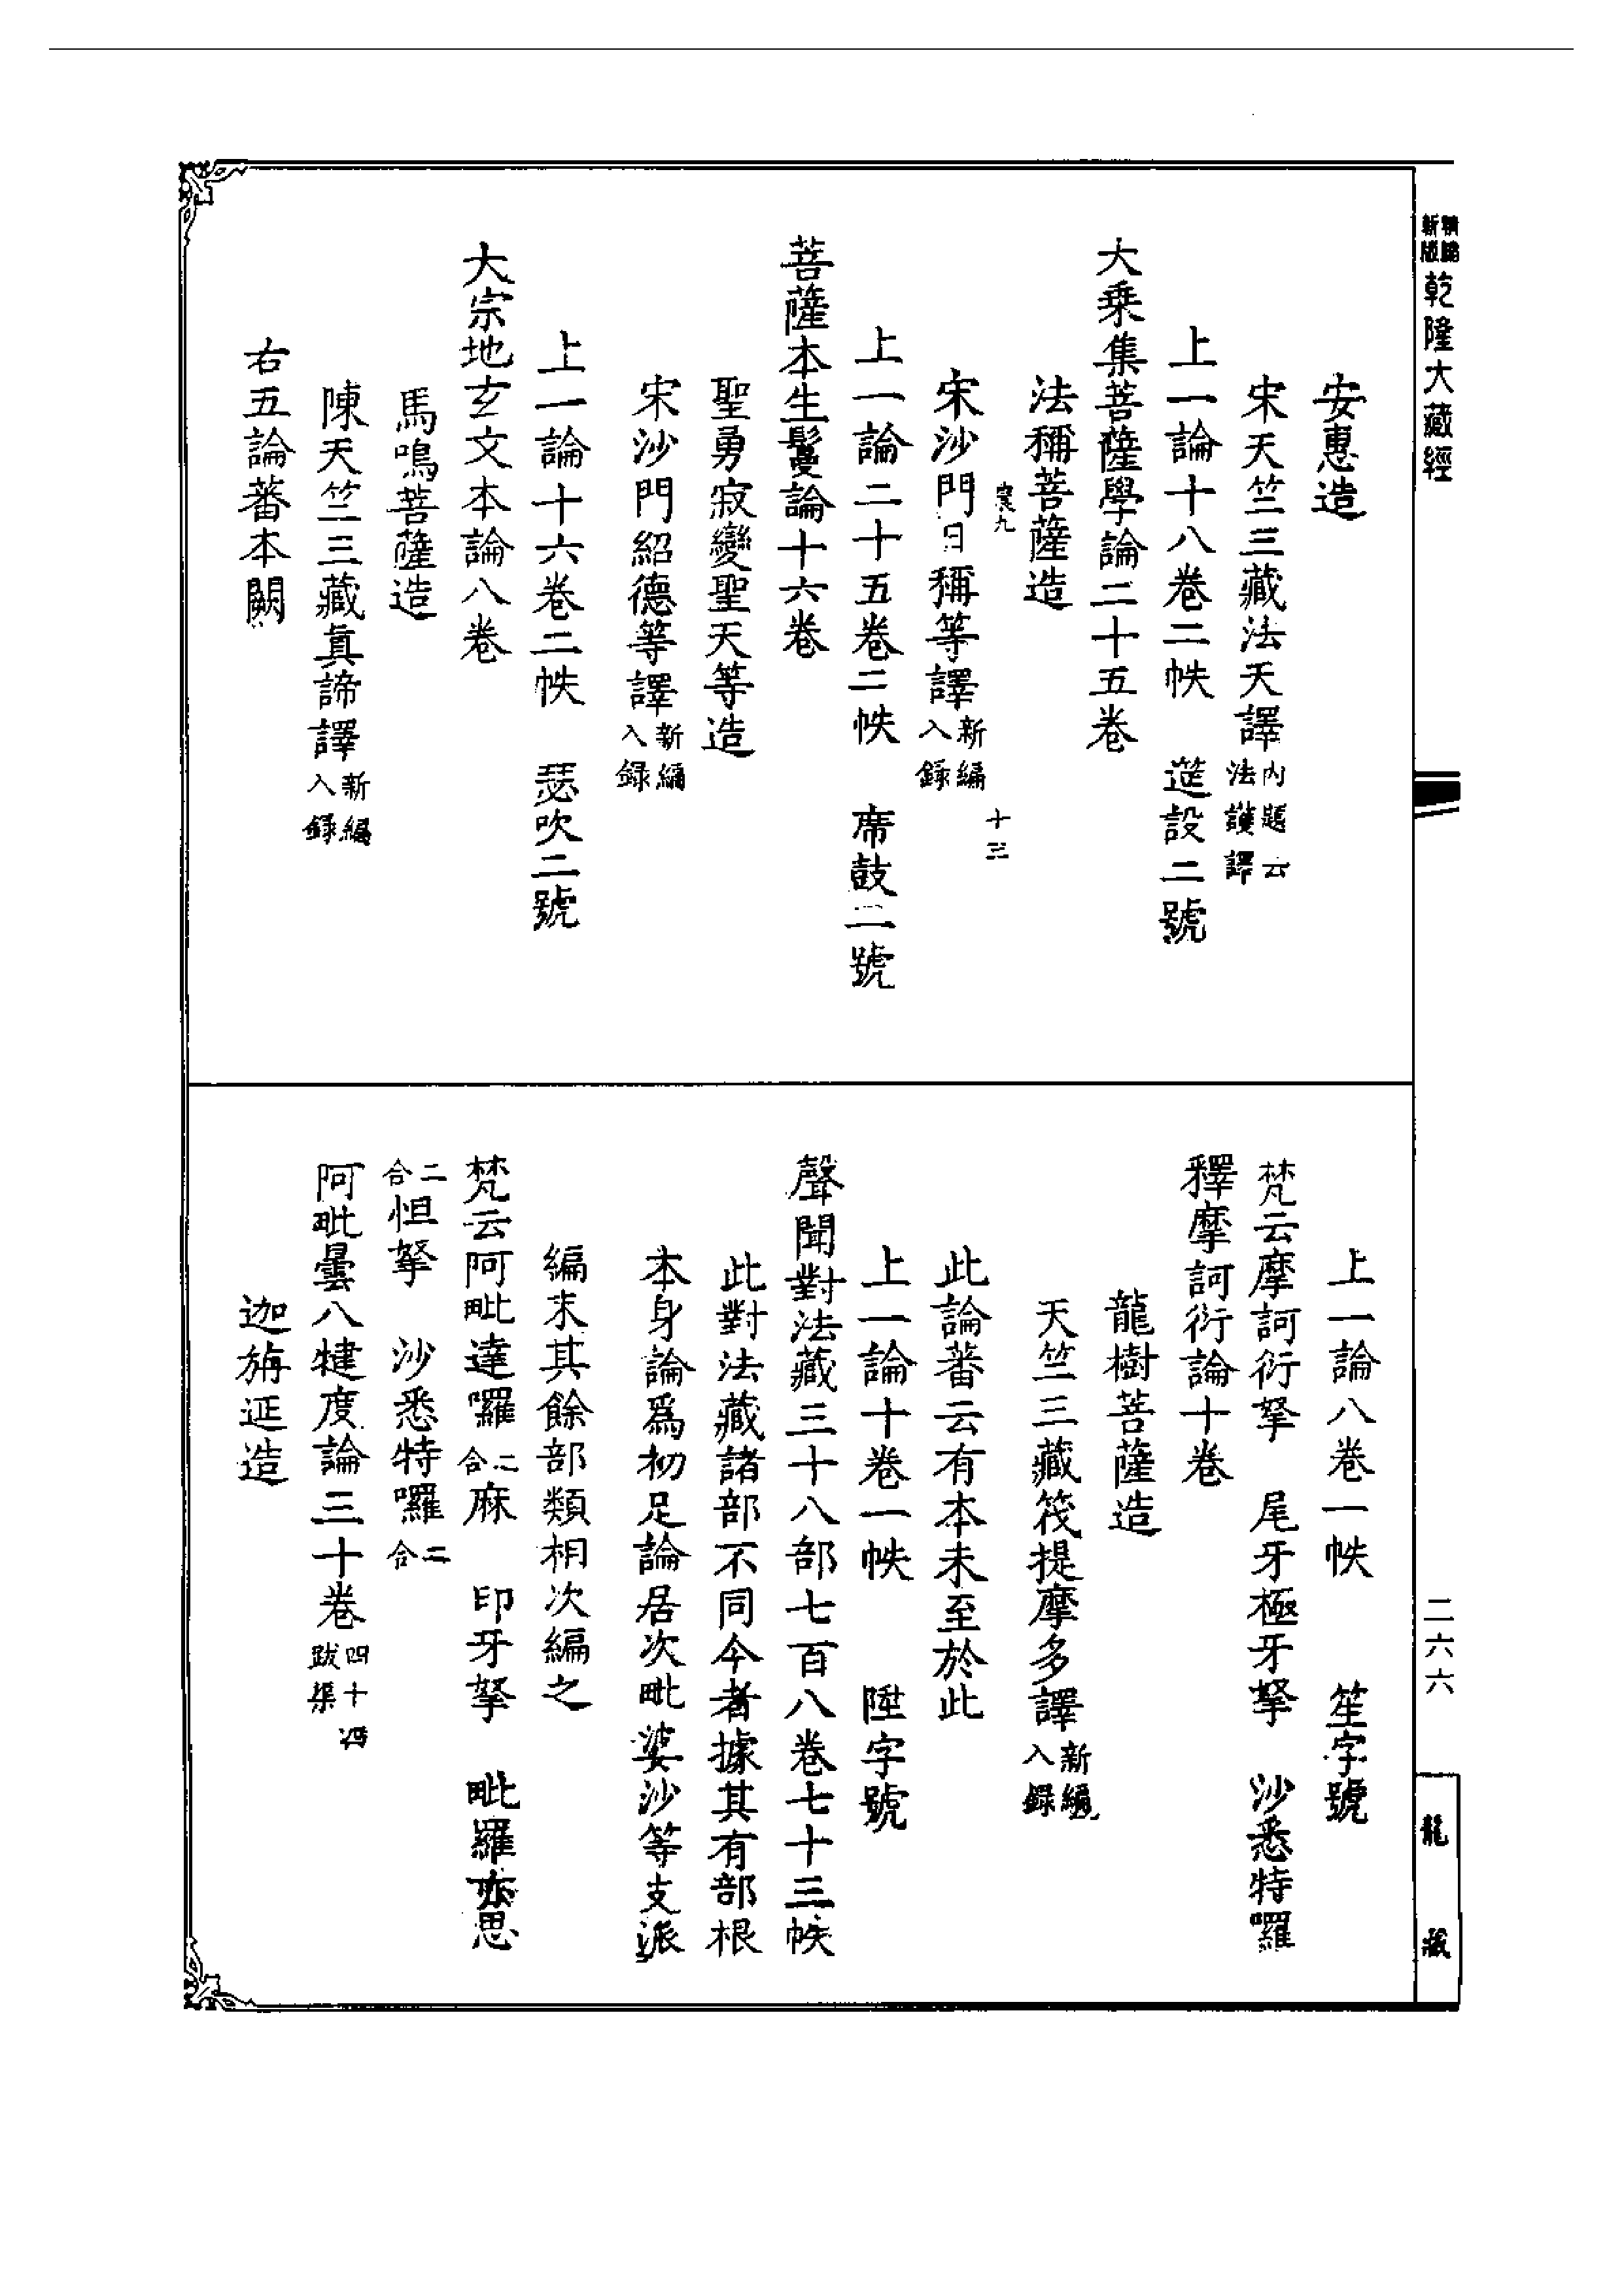 乾隆大藏經
二六六
龍藏
安惠造
宋天竺三藏法天譯內題云法護譯
上一論十八卷二帙　筵設二號
大乘集菩薩學論二十五卷
法稱菩薩造
十三
宋沙門日稱等譯新編入録
上一論二十五卷二帙　席鼓二號
菩薩本生鬘論十六卷
聖勇寂變聖天等造
宋沙門紹德等譯新編入録
上一論十六卷二帙　瑟吹二號
大宗地玄文本論八卷
馬鳴菩薩造
陳天竺三藏真諦譯新編入録
右五論蕃本闕
上一論八卷一帙　笙字號
梵云摩訶衍拏　尾牙極牙拏　沙悉特囉
釋摩訶衍論十卷
龍樹菩薩造
天竺三藏筏提摩多譯新編入録
此論蕃云有本未至於此
上一論十卷一帙　陞字號
聲聞對法藏三十八部七百八卷七十三帙
此對法藏諸部不同今者據其有部根
本身論爲初足論居次毗婆沙等支派
編末其餘部類相次編之
梵云阿毗達囉二合麻　印牙拏　毗羅亦思
二合怛拏　沙悉特囉二合
阿毗曇八犍度論三十卷四十四跋渠
迦旃延造